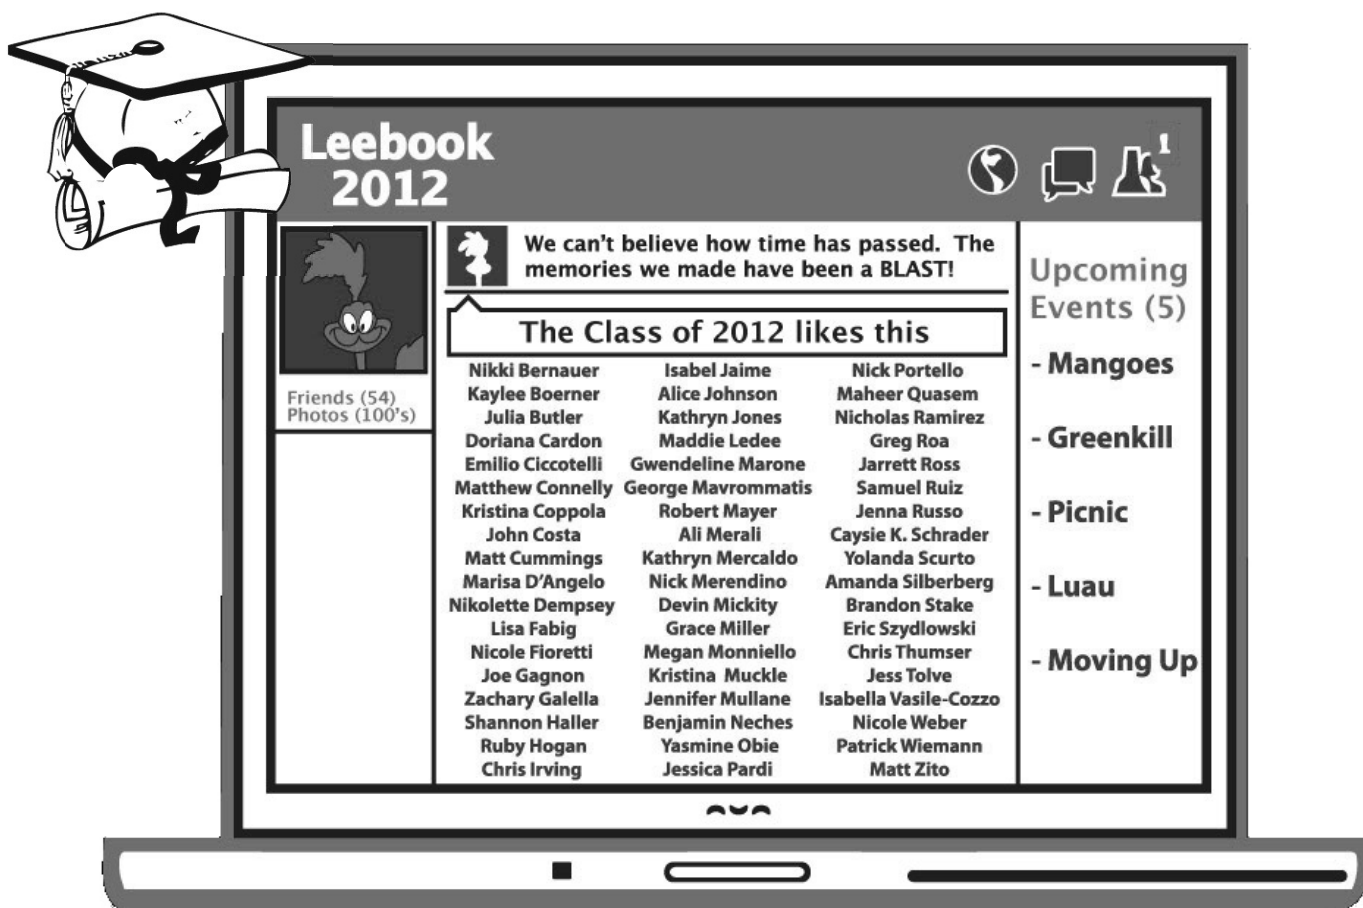 Leebook
2012
1
We can't believe how time has passed.  The
memories we made have been a BLAST!
The Class of 2012 likes this
Friends (54)
Photos (100's)
Nikki Bernauer
Kaylee Boerner
Julia Butler
Doriana Cardon
Emilio Ciccotelli
Matthew Connelly
Kristina Coppola
John Costa
Matt Cummings
Marisa D'Angelo
Nikolette Dempsey
Lisa Fabig
Nicole Fioretti
Joe Gagnon
Zachary Galella
Shannon Haller
Ruby Hogan
Chris Irving
Isabel Jaime
Alice Johnson
Kathryn Jones
Maddie Ledee
Gwendeline Marone
George Mavrommatis
Robert Mayer
Ali Merali
Kathryn Mercaldo
Nick Merendino
Devin Mickity
Grace Miller
Megan Monniello
Kristina  Muckle
Jennifer Mullane
Benjamin Neches
Yasmine Obie
Jessica Pardi
Nick Portello
Maheer Quasem
Nicholas Ramirez
Greg Roa
Jarrett Ross
Samuel Ruiz
Jenna Russo
Caysie K. Schrader
Yolanda Scurto
Amanda Silberberg
Brandon Stake
Eric Szydlowski
Chris Thumser
Jess Tolve
Isabella Vasile-Cozzo
Nicole Weber
Patrick Wiemann
Matt Zito
Upcoming
Events (5)
- Mangoes
- Greenkill
- Picnic
- Luau
- Moving Up